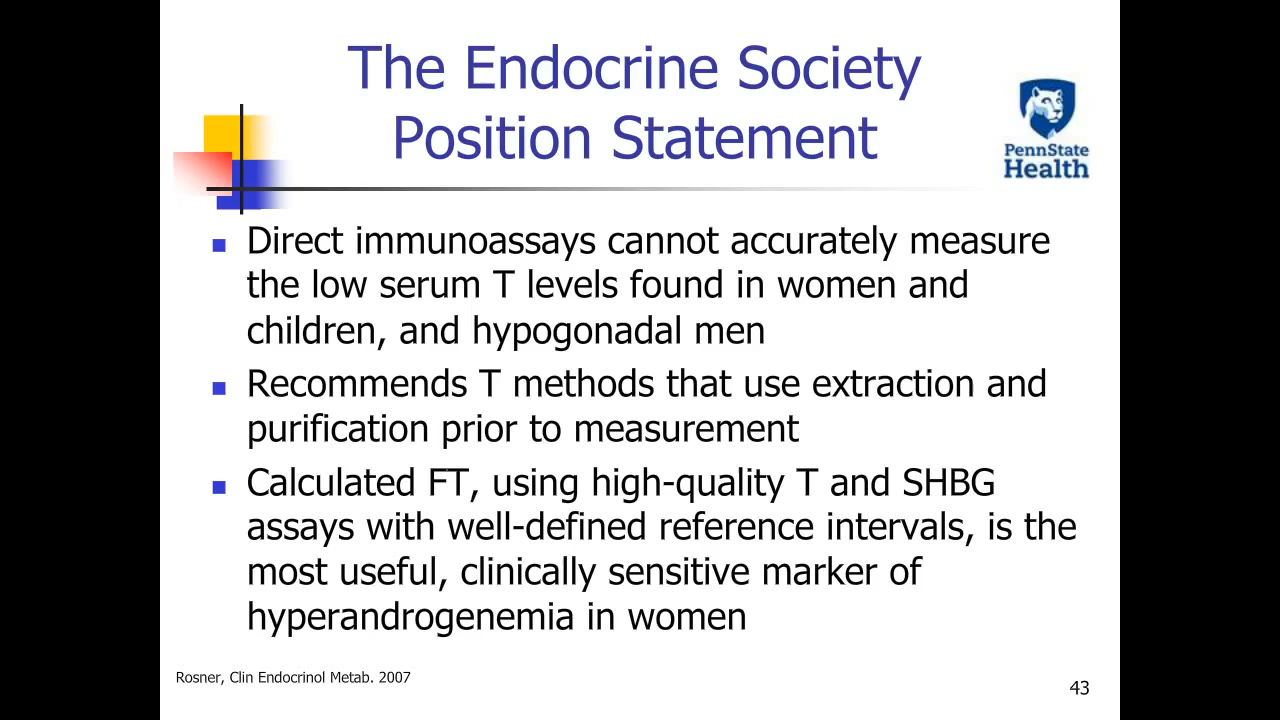 The Endocrine Society
Position Statement
PennState
Health
Direct immunoassays cannot accurately measure
the low serum T levels found in women and
children, and hypogonadal men
Recommends T methods that use extraction and
purification prior to measurement
Calculated FT, using high-quality T and SHBG
assays with well-defined reference intervals, is the
most useful, clinically sensitive marker of
hyperandrogenemia in women
Rosner, Clin Endocrinol Metab. 2007
43